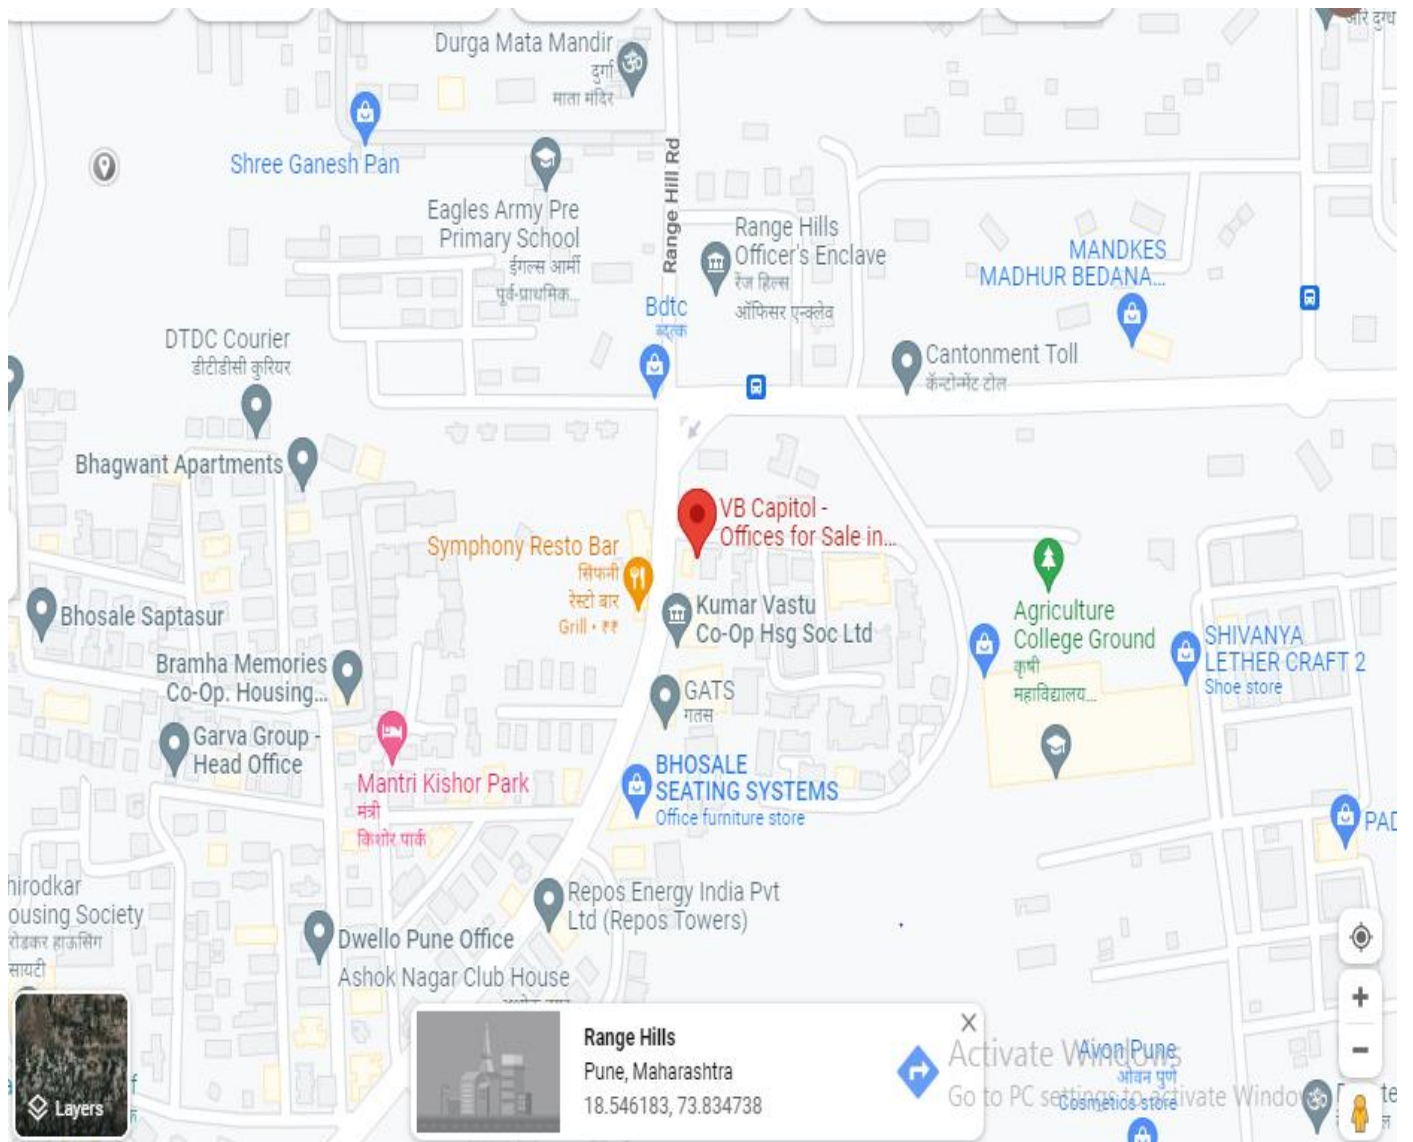 Durga Mata Mandir
दुर्गा
माता मंदिर
Shree Ganesh Pan
Range Hill Rd
Eagles Army Pre
Primary School
ईगल्स आर्मी
पूर्व-प्राथमिक...
Range Hills
Officer's Enclave
रेंज हिल्स
ऑफिसर एन्क्लेव
MANDKES
MADHUR BEDANA...
Bdtc
DTDC Courier
डीटीडीसी कुरियर
Cantonment Toll
कॅन्टोन्मेंट टोल
Bhagwant Apartments
VB Capitol -
Offices for Sale in...
Symphony Resto Bar
सिंफनी
रेस्टो बार
Grill • ₹₹
Kumar Vastu
Co-Op Hsg Soc Ltd
Agriculture
College Ground
कृषी
महाविद्यालय...
Bhosale Saptasur
SHIVANYA
LETHER CRAFT 2
Shoe store
Bramha Memories
Co-Op. Housing...
GATS
गतस
Garva Group -
Head Office
Mantri Kishor Park
मंत्री
किशोर पार्क
BHOSALE
SEATING SYSTEMS
Office furniture store
PAD
hirodkar
ousing Society
रोडकर हाऊसिंग
सायटी
Repos Energy India Pvt
Ltd (Repos Towers)
Dwello Pune Office
Ashok Nagar Club House
Layers
Range Hills
Pune, Maharashtra
18.546183, 73.834738
Activate Windows
Go to PC settings to activate Windows
Avon Pune
ओवन पुणे
Cosmetics store